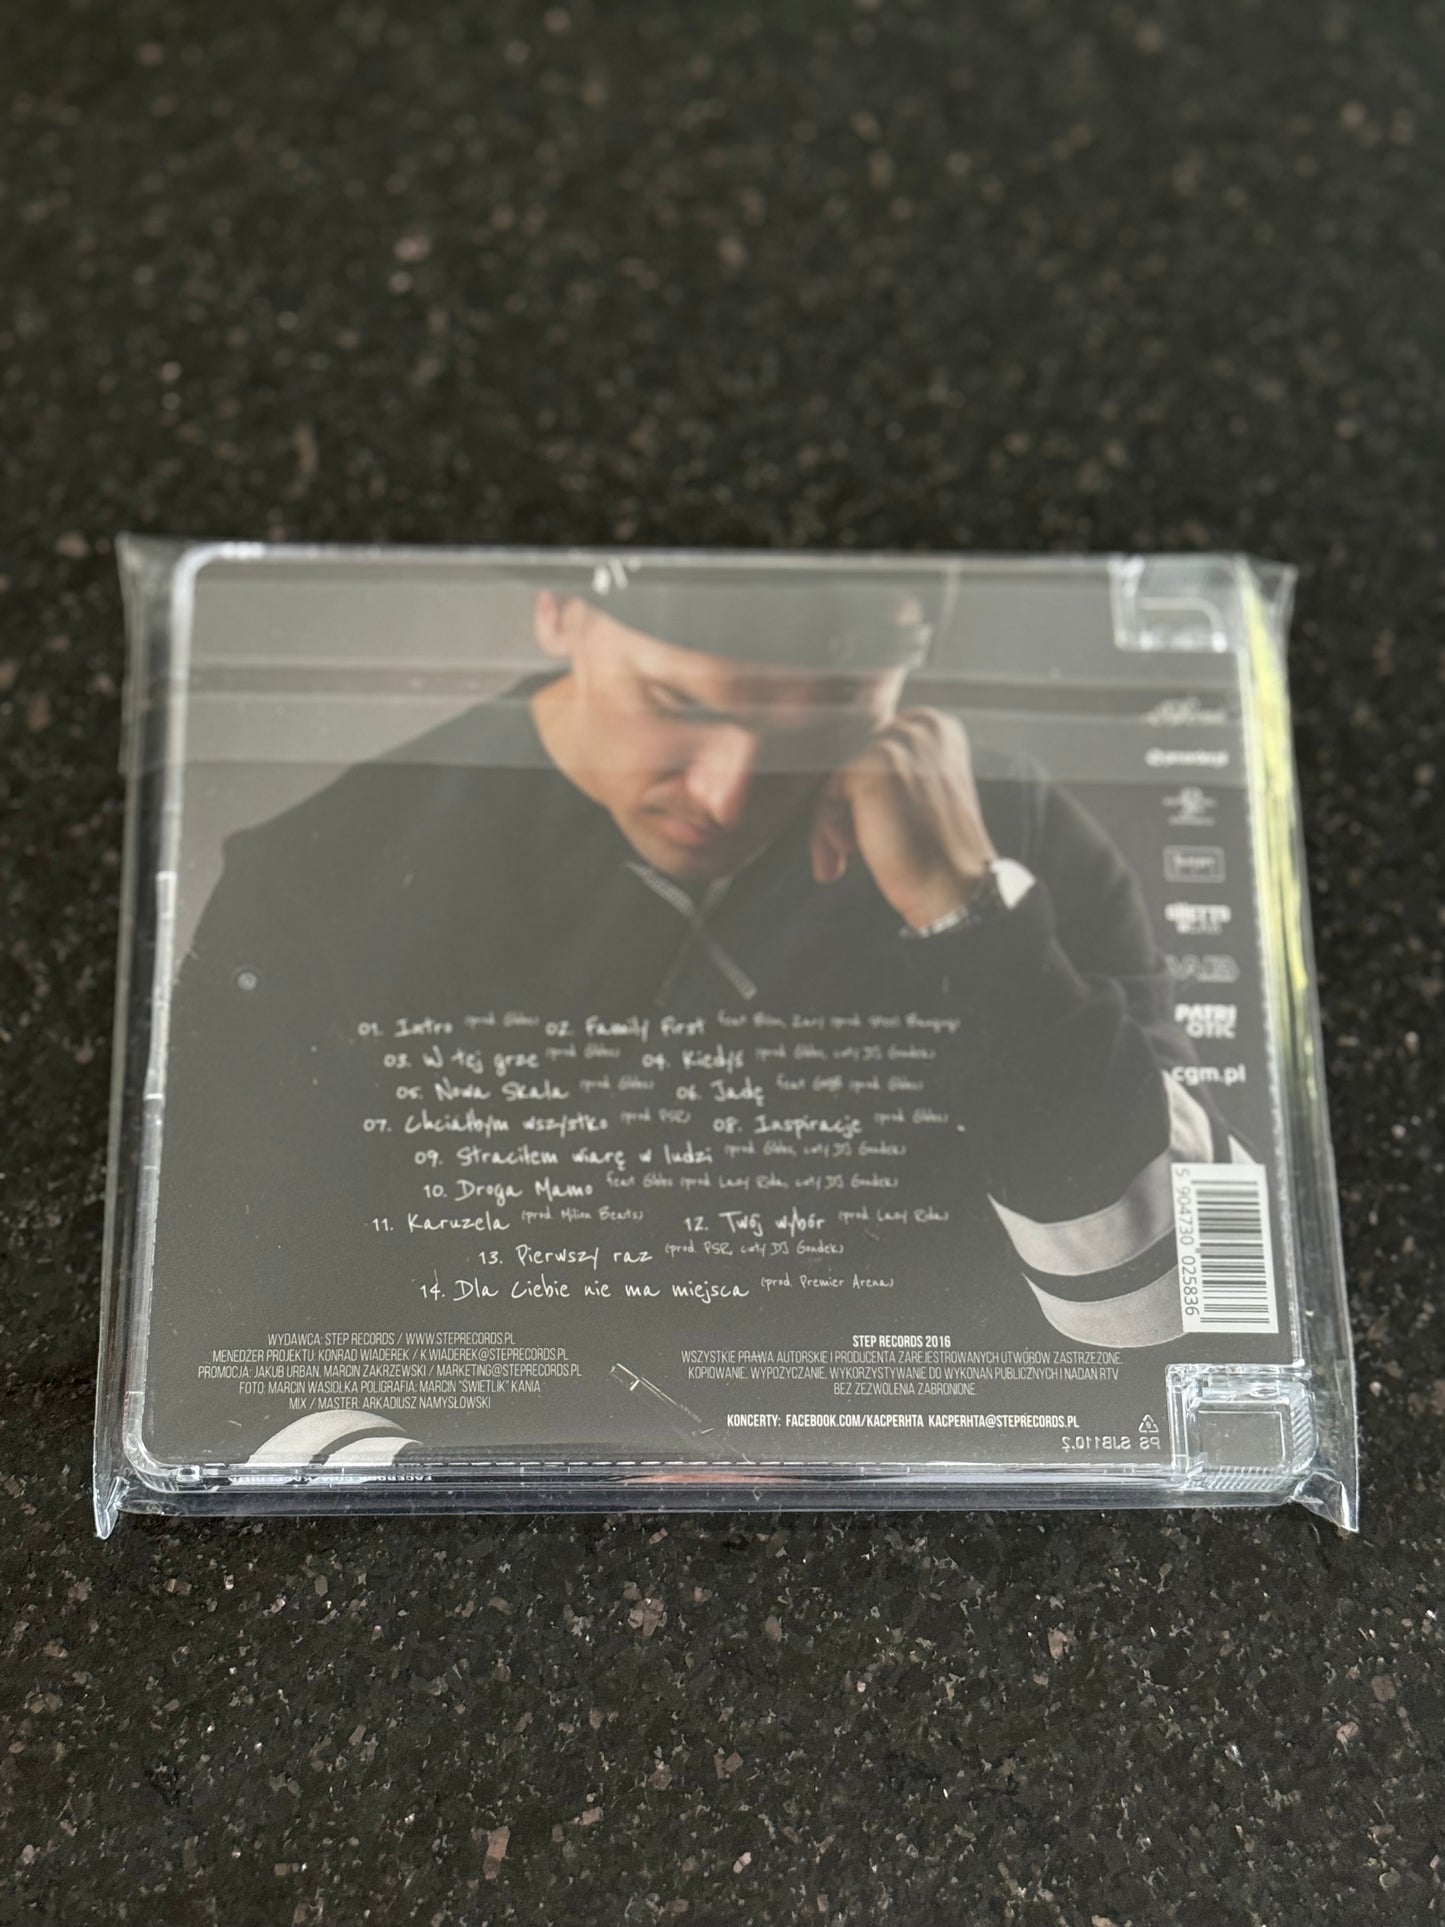 01. Intro (prod. Gibbs) 02. Family First
03. W tej grze (prod. Gibbs) 04. Kiedyś (prod. Gibbs, cuty DJ Gondek)
05. Nowa Skala (prod. Gibbs) 06. Jadę feat. (prod. Gibbs)
07. Chciałbym wszystko (prod. PSR) 08. Inspiracje (prod. Gibbs)
09. Straciłem wiarę w ludzi (prod. Gibbs, cuty DJ Gondek)
10. Droga Mamo feat. Gibbs (prod. Lazy Rida, cuty DJ Gondek)
11. Karuzela (prod. Milion Beats) 12. Twój wybór (prod. Lazy Rida)
13. Pierwszy raz (prod. PSR, cuty DJ Gondek)
14. Dla Ciebie nie ma miejsca (prod. Premier Arena)
WYDAWCA: STEP RECORDS / WWW.STEPRECORDS.PL
MENEDŻER PROJEKTU: KONRAD WIADEREK / K.WIADEREK@STEPRECORDS.PL
PROMOCJA: JAKUB URBAN, MARCIN ZAKRZEWSKI / MARKETING@STEPRECORDS.PL
FOTO: MARCIN WASIOŁKA POLIGRAFIA: MARCIN "ŚWIETLIK" KANIA
MIX / MASTER: ARKADIUSZ NAMYSŁOWSKI
STEP RECORDS 2016
WSZYSTKIE PRAWA AUTORSKIE I PRODUCENTA ZAREJESTROWANYCH UTWORÓW ZASTRZEŻONE.
KOPIOWANIE, WYPOŻYCZANIE, WYKORZYSTYWANIE DO WYKONAŃ PUBLICZNYCH I NADAŃ RTV
BEZ ZEZWOLENIA ZABRONIONE.
KONCERTY: FACEBOOK.COM/KACPERHTA KACPERHTA@STEPRECORDS.PL
PS SJB110.2
GHETTO
PATRI
OTIC
cgm.pl
5 904730 025836